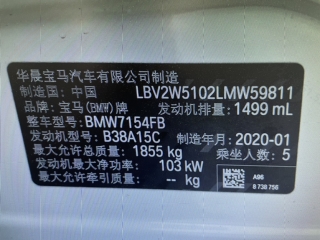 华晨宝马汽车有限公司制造
制造国：中国 LBV2W5102LMW59811
品牌：宝马(BMW)牌 发动机排量：1499 mL
整车型号：BMW7154FB
发动机型号：B38A15C 制造年月：2020-01
最大允许总质量：1855 kg 乘坐人数：5
发动机最大净功率：103 kW
最大允许牵引质量：-- kg
A96
8 738 756